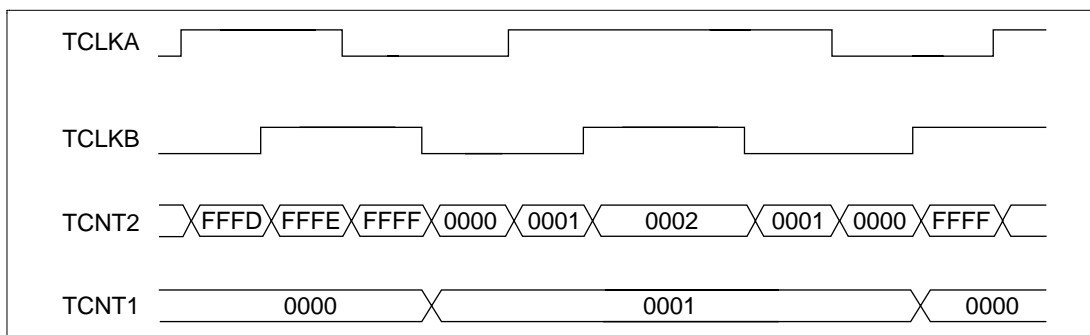 TCLKA
TCLKB
TCNT2 FFFD FFFE FFFF 0000 0001 0002 0001 0000 FFFF
TCNT1 0000 0001 0000